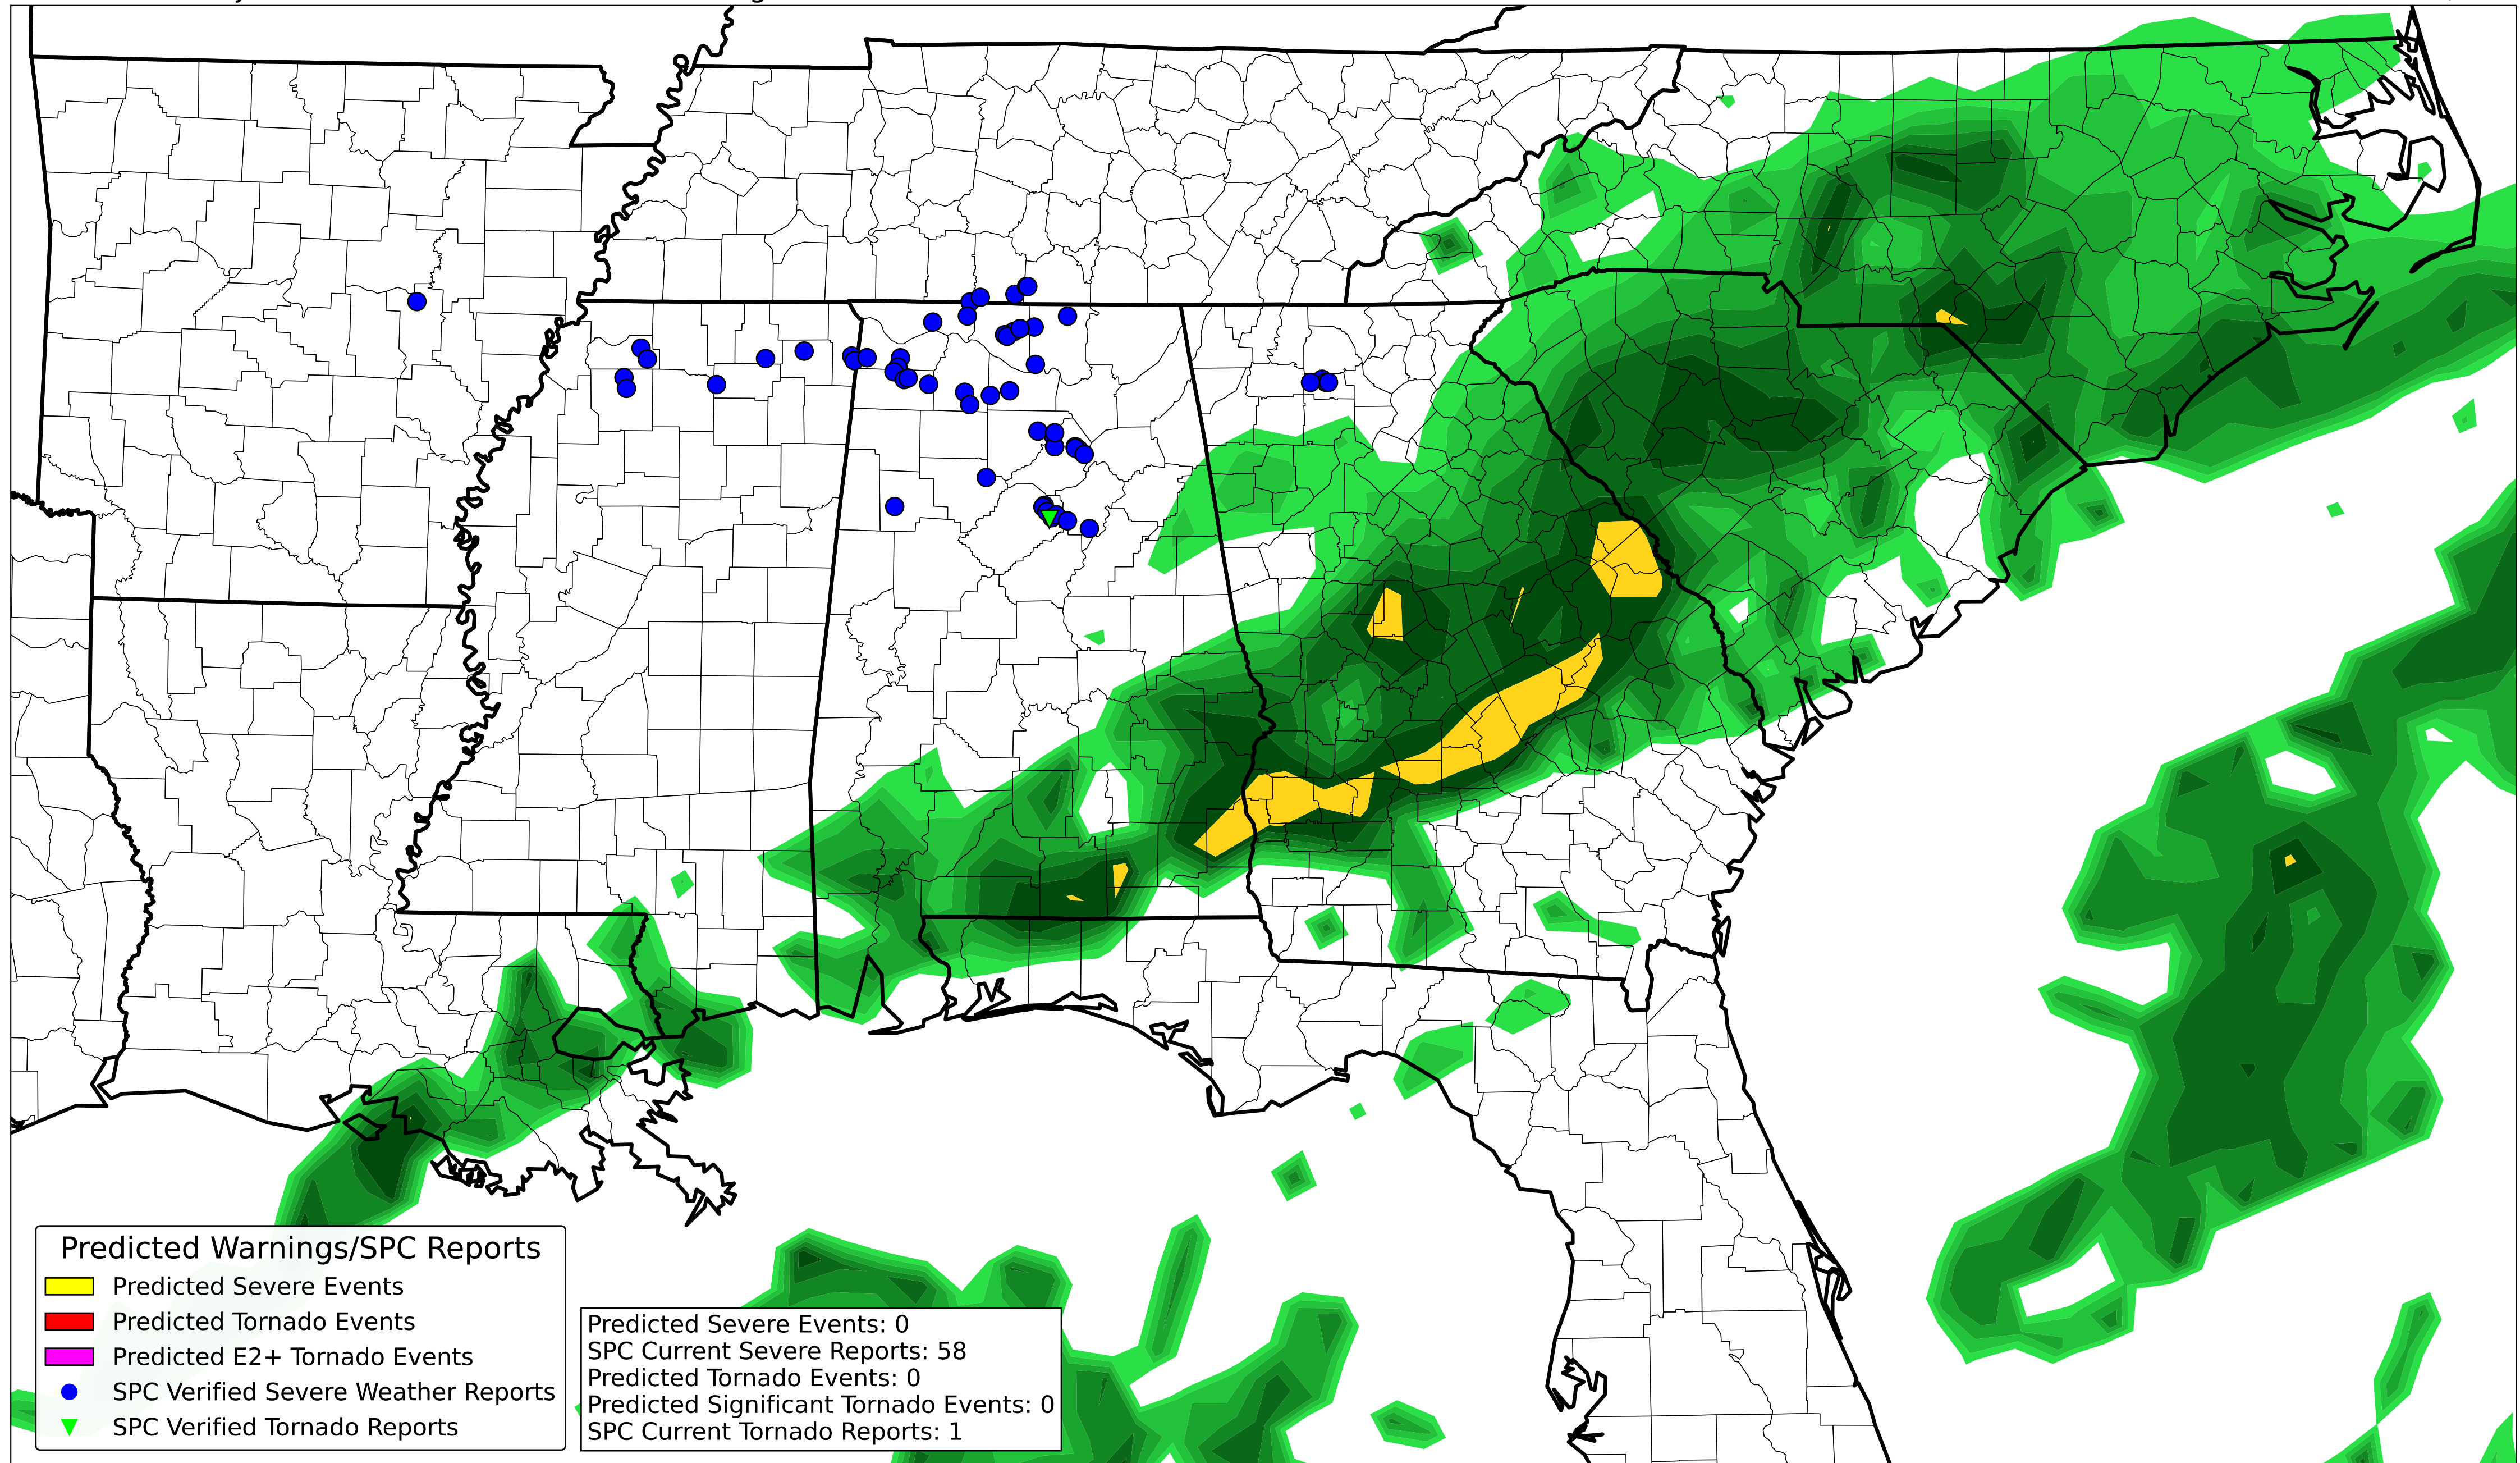 Predicted Warnings/SPC Reports
Predicted Severe Events
Predicted Tornado Events
Predicted E2+ Tornado Events
SPC Verified Severe Weather Reports
SPC Verified Tornado Reports
Predicted Severe Events: 0
SPC Current Severe Reports: 58
Predicted Tornado Events: 0
Predicted Significant Tornado Events: 0
SPC Current Tornado Reports: 1